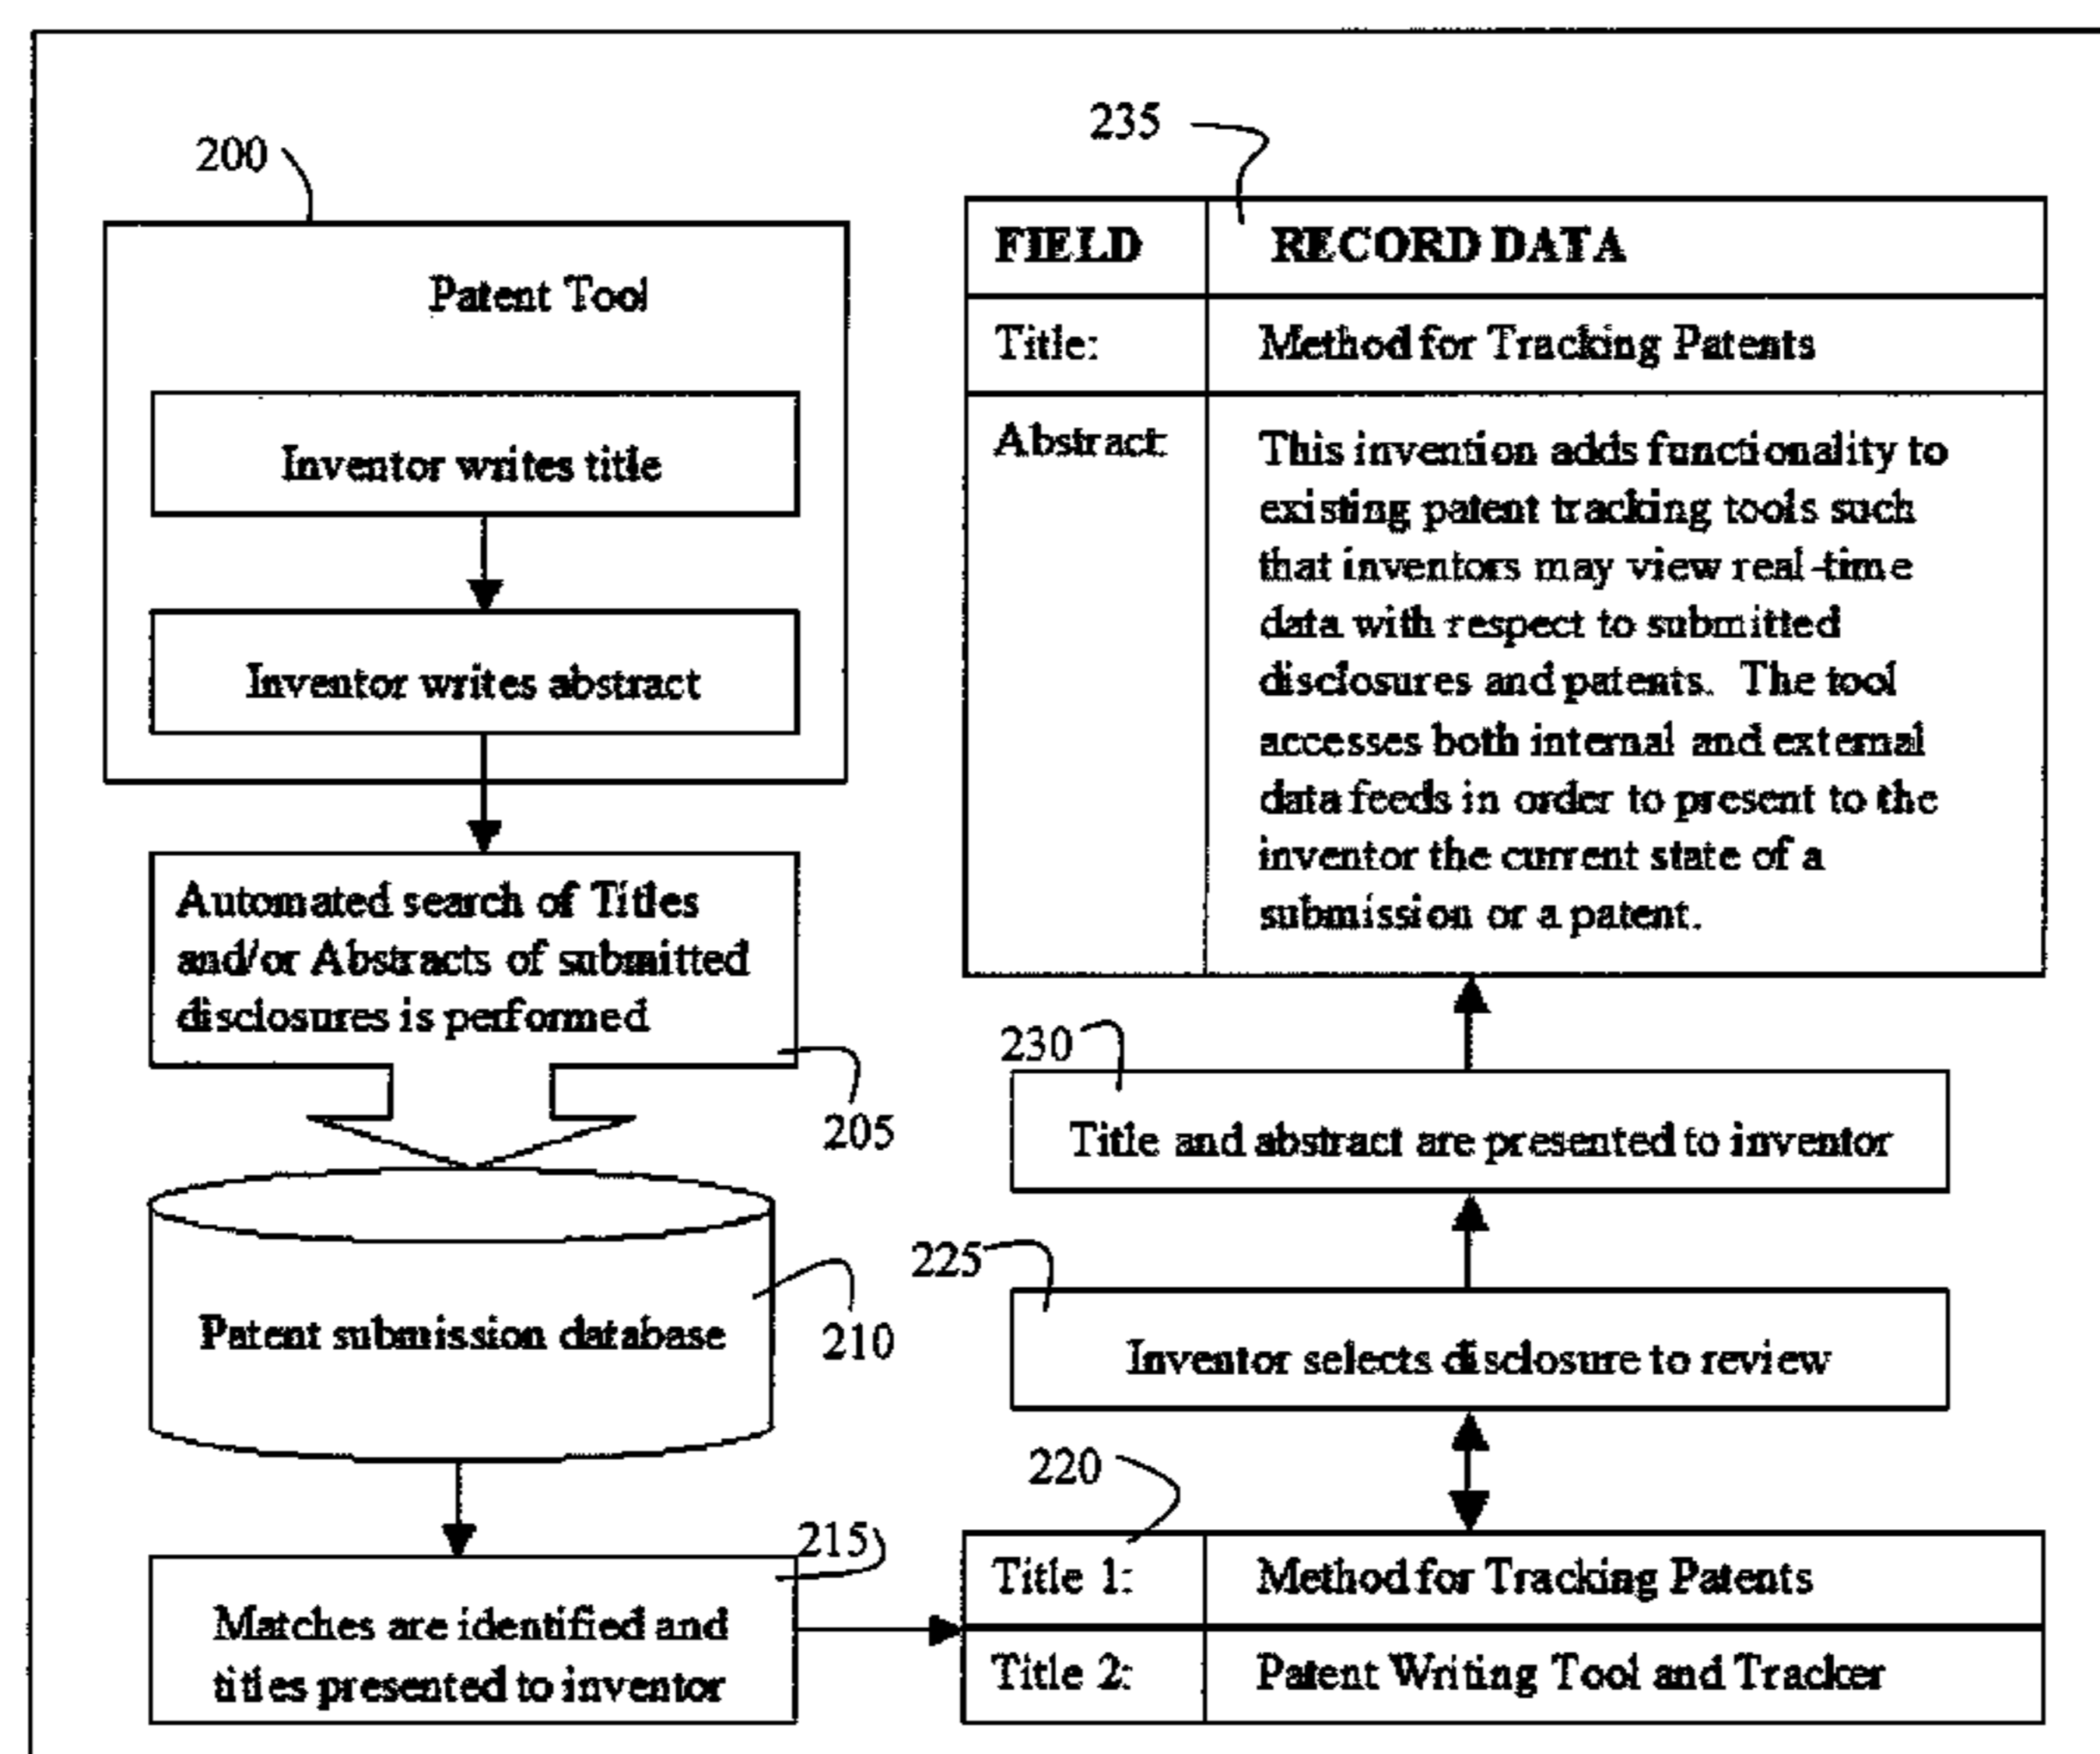 200
Patent Tool
Inventor writes title
Inventor writes abstract
Automated search of Titles
and/or Abstracts of submitted
disclosures is performed
205
Patent submission database
210
215
Matches are identified and
titles presented to inventor
235
FIELD RECORD DATA
Title: Method for Tracking Patents
Abstract: This invention adds functionality to
existing patent tracking tools such
that inventors may view real-time
data with respect to submitted
disclosures and patents. The tool
accesses both internal and external
data feeds in order to present to the
inventor the current state of a
submission or a patent.
230
Title and abstract are presented to inventor
225
Inventor selects disclosure to review
220
Title 1: Method for Tracking Patents
Title 2: Patent Writing Tool and Tracker